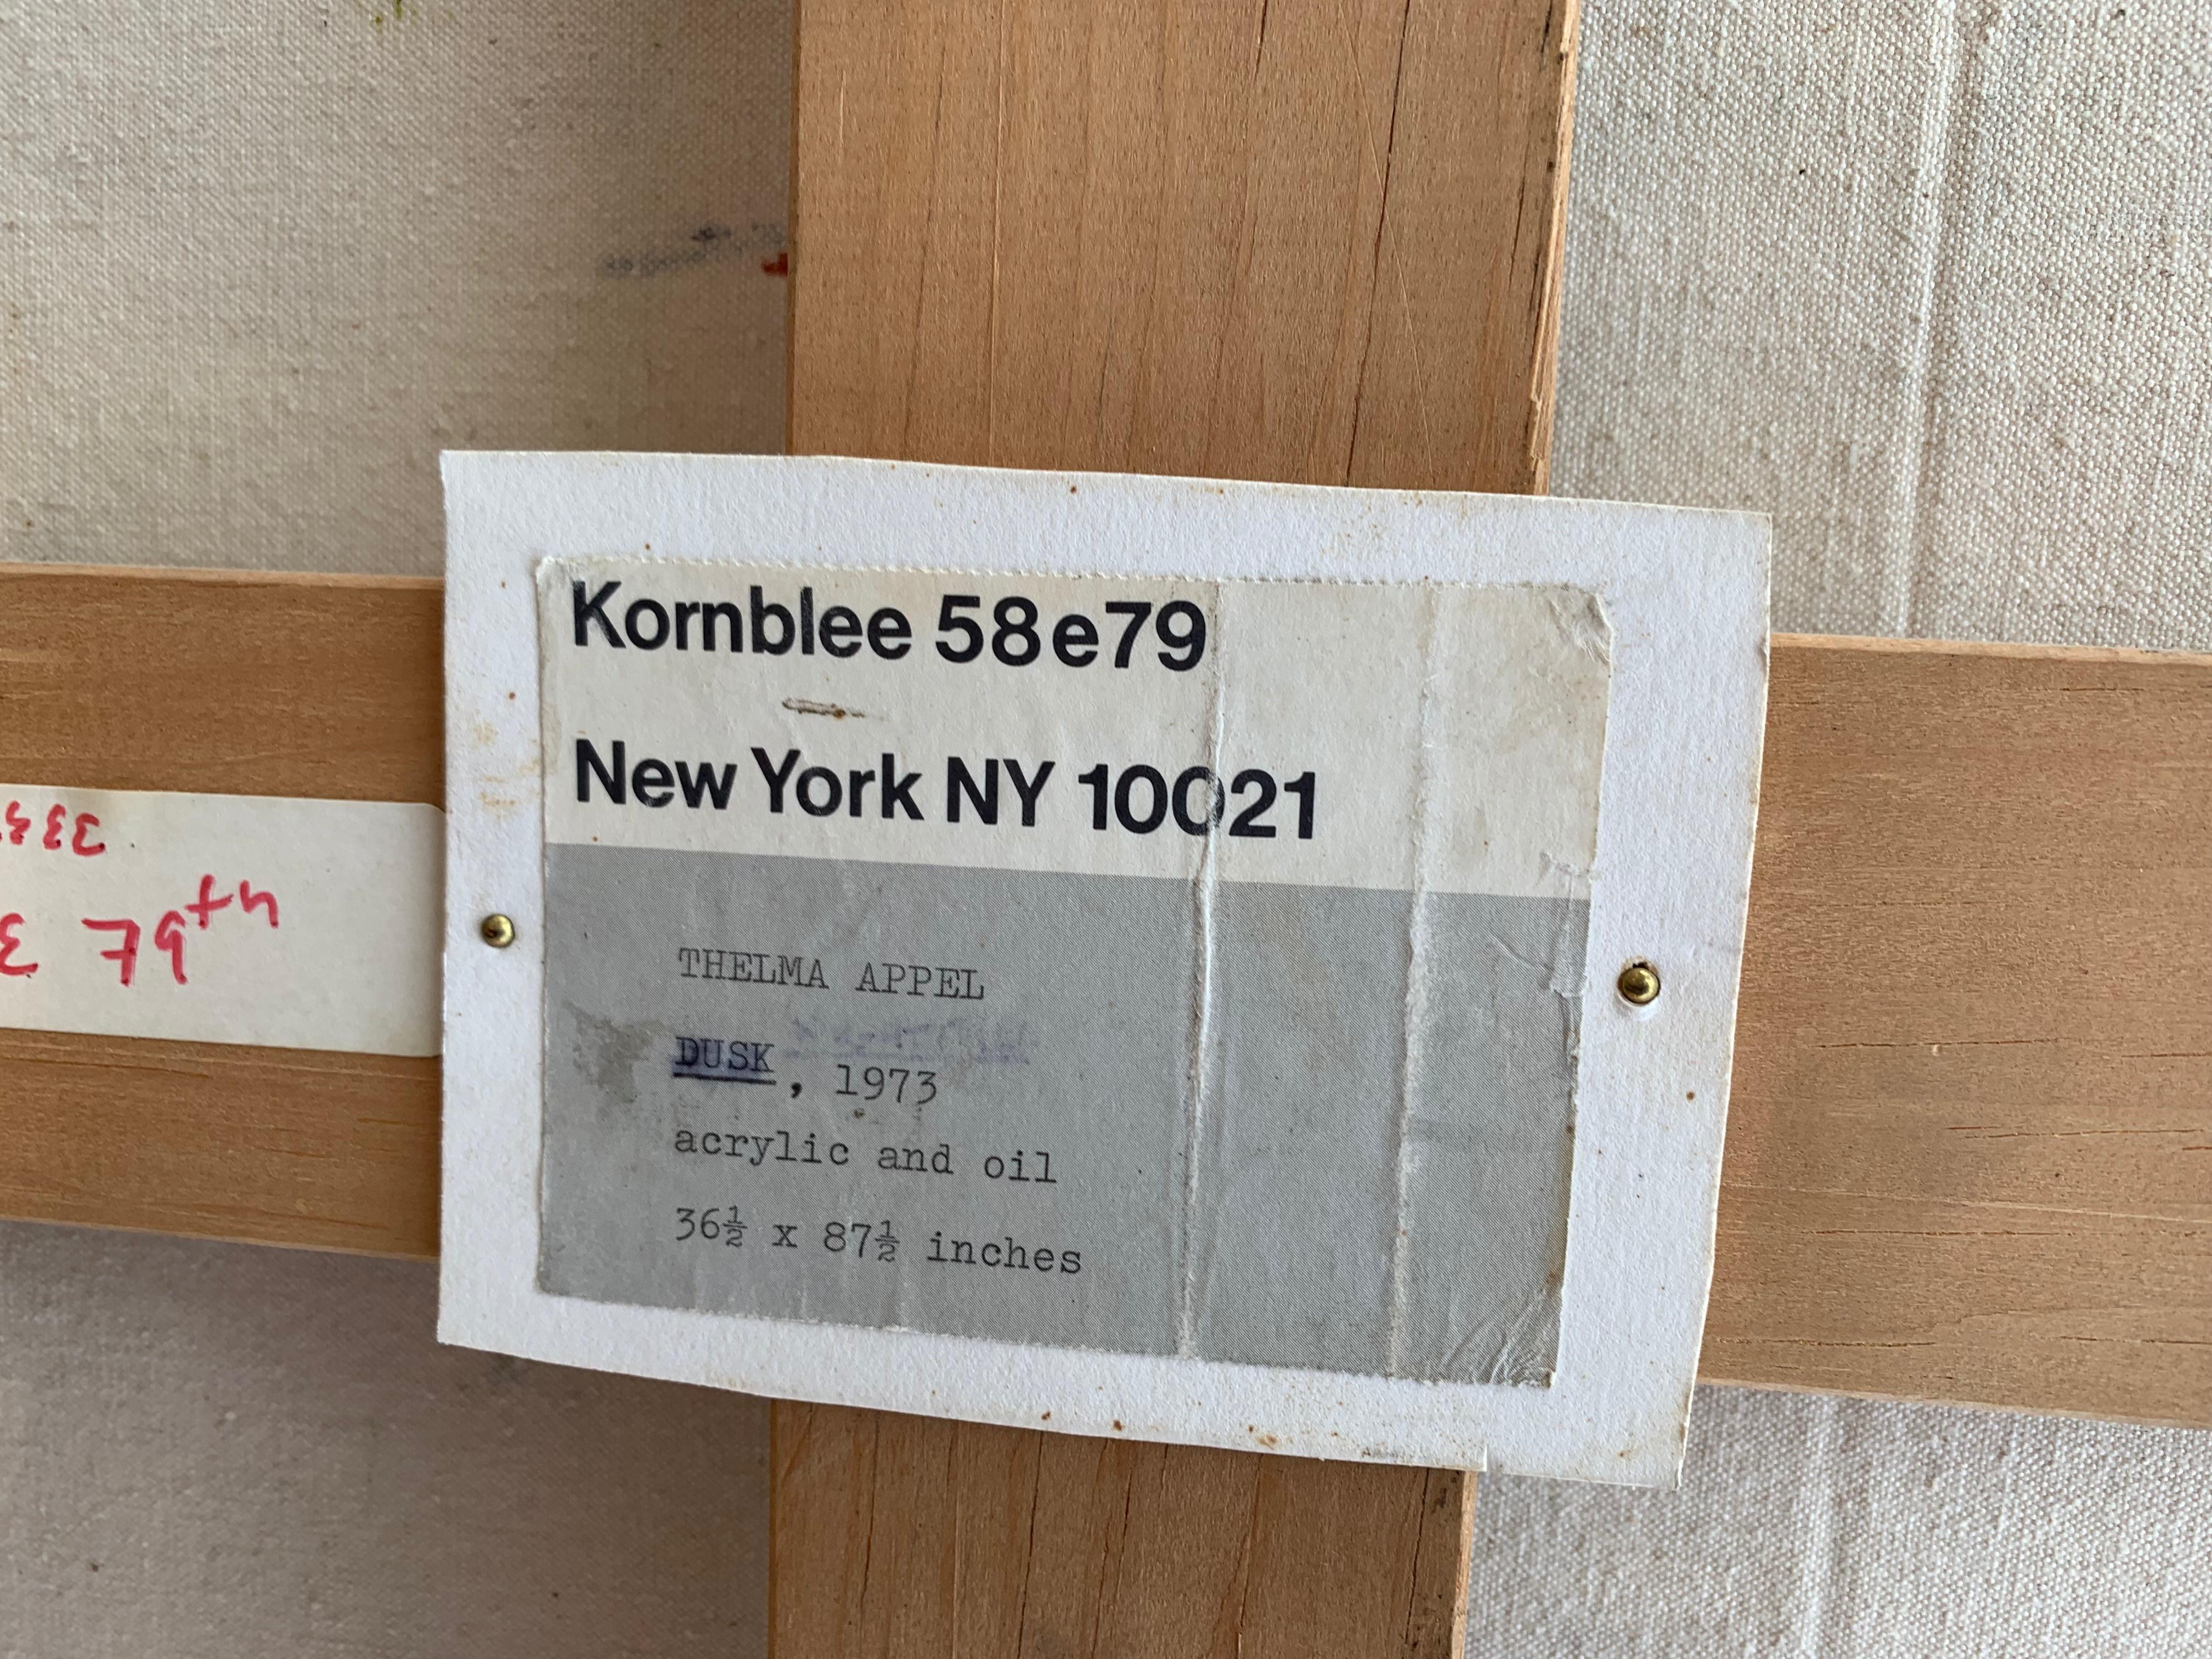 Kornblee 58e79
New York NY 10021
THELMA APPEL
DUSK, 1973
acrylic and oil
36½ x 87½ inches
79th